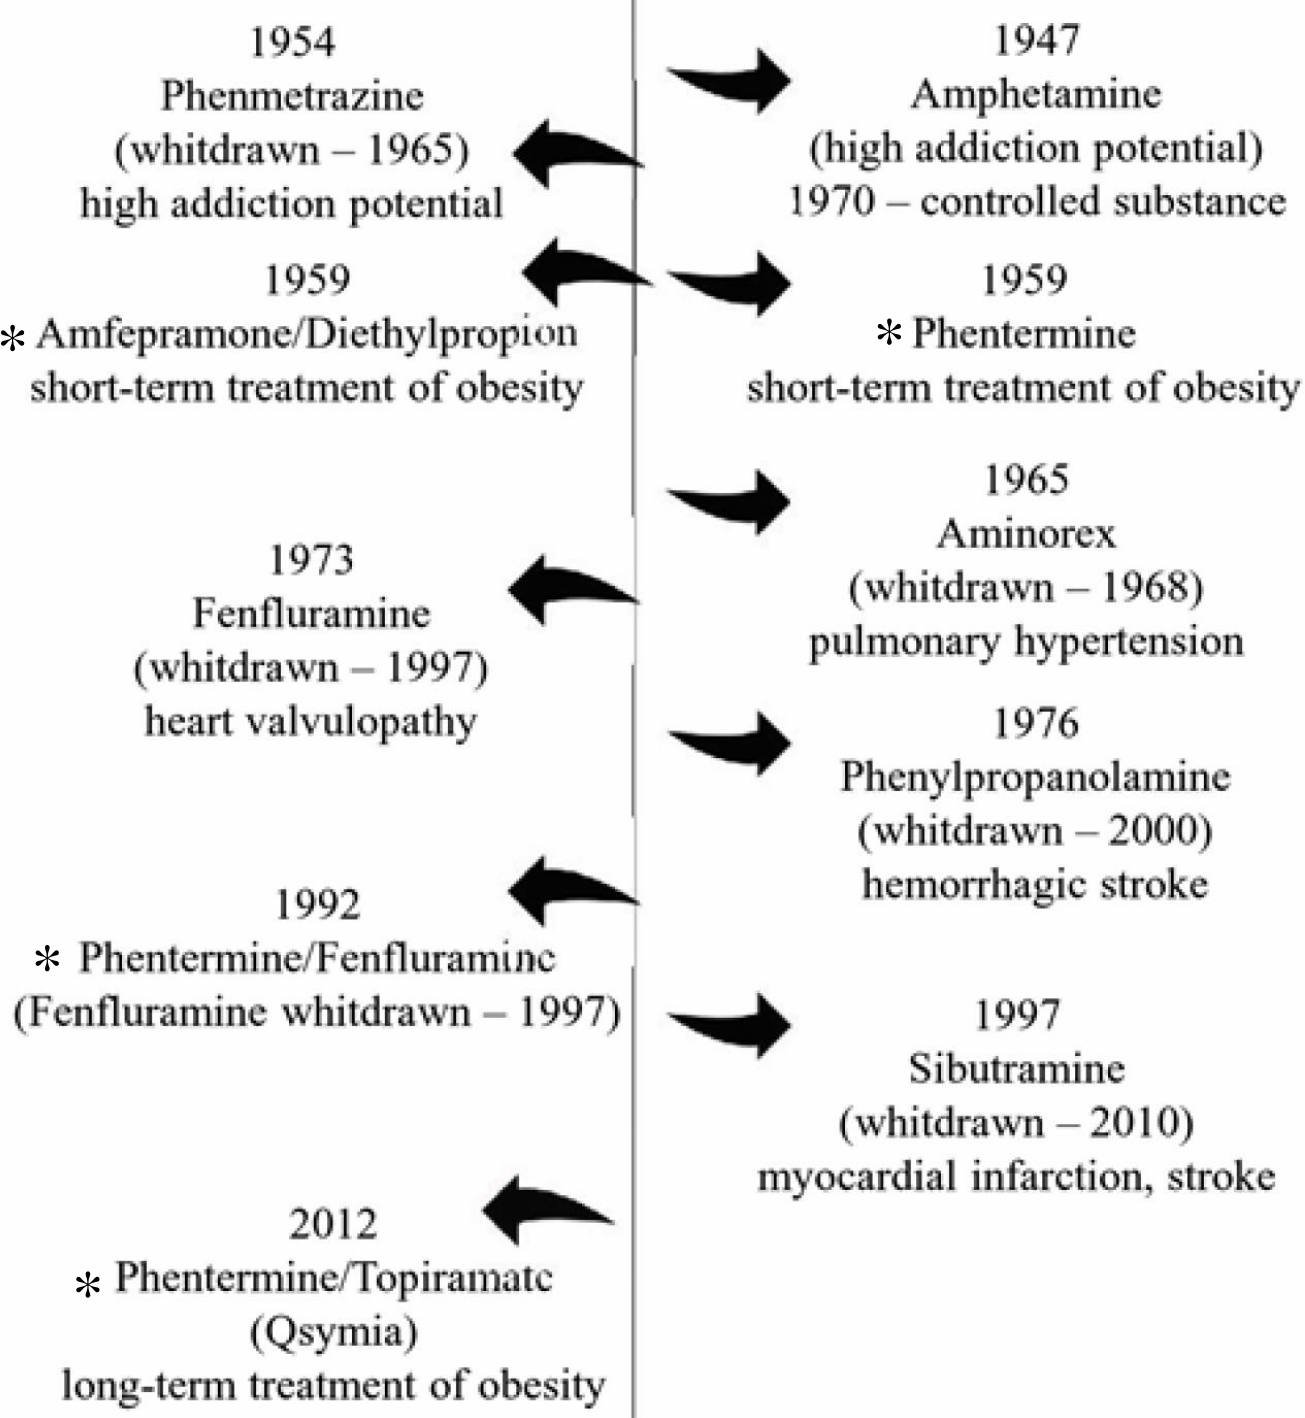 1954
Phenmetrazine
(whitdrawn – 1965)
high addiction potential
1959
* Amfepramone/Diethylpropion
short-term treatment of obesity
1973
Fenfluramine
(whitdrawn – 1997)
heart valvulopathy
1992
* Phentermine/Fenfluramine
(Fenfluramine whitdrawn – 1997)
2012
* Phentermine/Topiramate
(Qsymia)
long-term treatment of obesity
1947
Amphetamine
(high addiction potential)
1970 – controlled substance
1959
* Phentermine
short-term treatment of obesity
1965
Aminorex
(whitdrawn – 1968)
pulmonary hypertension
1976
Phenylpropanolamine
(whitdrawn – 2000)
hemorrhagic stroke
1997
Sibutramine
(whitdrawn – 2010)
myocardial infarction, stroke